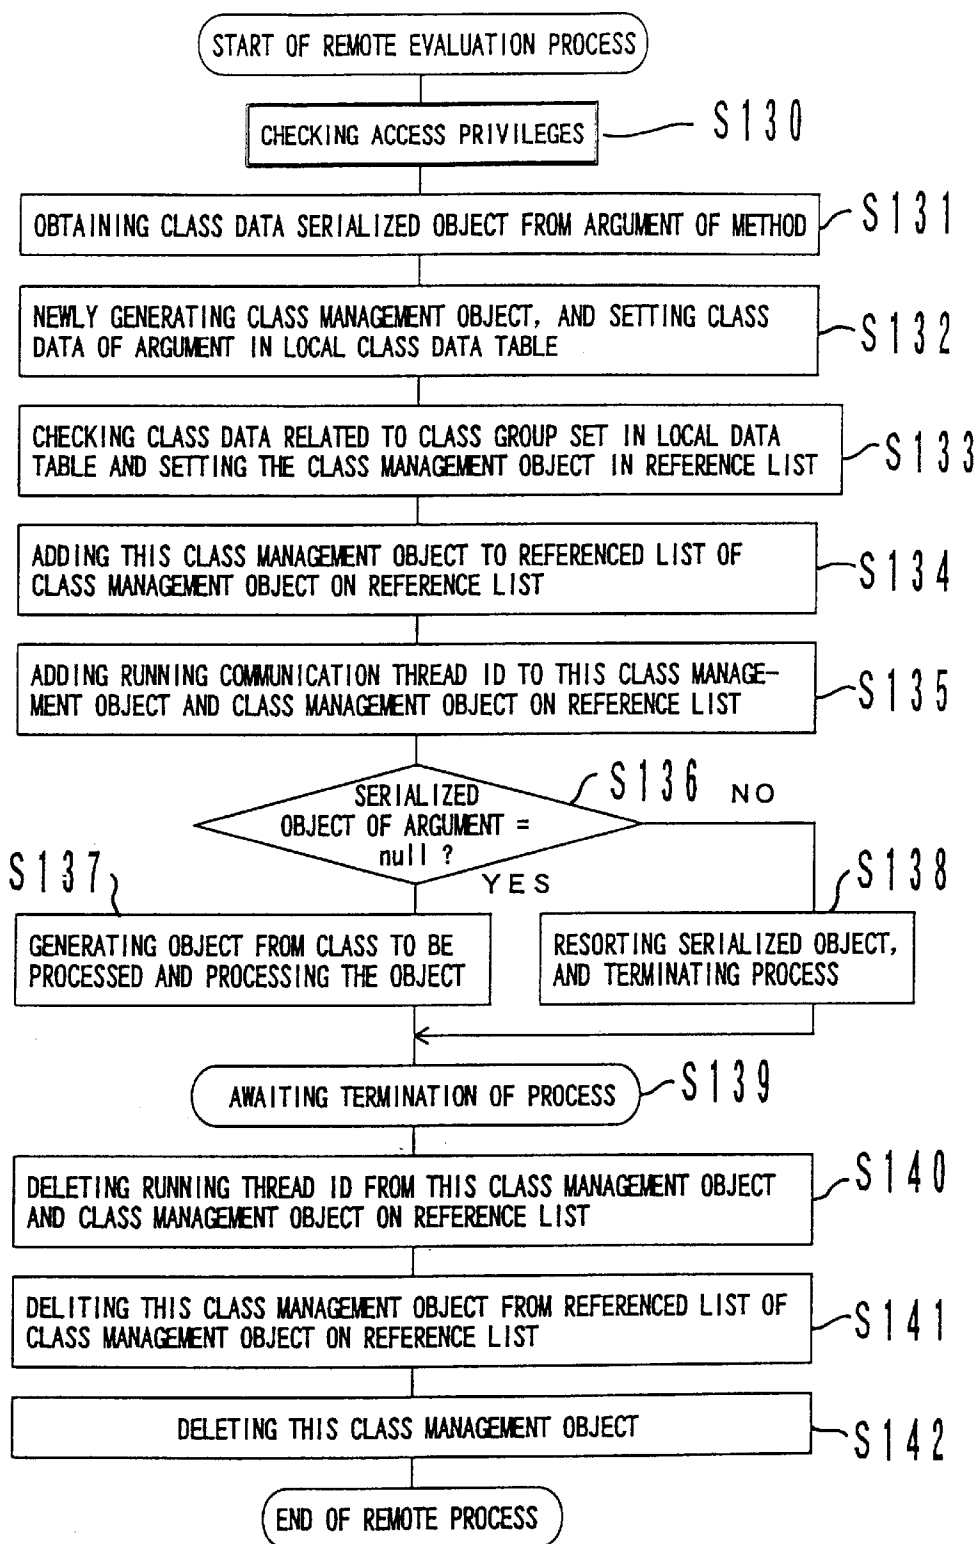 START OF REMOTE EVALUATION PROCESS
CHECKING ACCESS PRIVILEGES
S130
OBTAINING CLASS DATA SERIALIZED OBJECT FROM ARGUMENT OF METHOD
S131
NEWLY GENERATING CLASS MANAGEMENT OBJECT, AND SETTING CLASS
DATA OF ARGUMENT IN LOCAL CLASS DATA TABLE
S132
CHECKING CLASS DATA RELATED TO CLASS GROUP SET IN LOCAL DATA
TABLE AND SETTING THE CLASS MANAGEMENT OBJECT IN REFERENCE LIST
S133
ADDING THIS CLASS MANAGEMENT OBJECT TO REFERENCED LIST OF
CLASS MANAGEMENT OBJECT ON REFERENCE LIST
S134
ADDING RUNNING COMMUNICATION THREAD ID TO THIS CLASS MANAGE-
MENT OBJECT AND CLASS MANAGEMENT OBJECT ON REFERENCE LIST
S135
SERIALIZED
OBJECT OF ARGUMENT =
null ?
S136
NO
YES
S137
GENERATING OBJECT FROM CLASS TO BE
PROCESSED AND PROCESSING THE OBJECT
S138
RESORTING SERIALIZED OBJECT,
AND TERMINATING PROCESS
AWAITING TERMINATION OF PROCESS
S139
DELETING RUNNING THREAD ID FROM THIS CLASS MANAGEMENT OBJECT
AND CLASS MANAGEMENT OBJECT ON REFERENCE LIST
S140
DELITING THIS CLASS MANAGEMENT OBJECT FROM REFERENCED LIST OF
CLASS MANAGEMENT OBJECT ON REFERENCE LIST
S141
DELETING THIS CLASS MANAGEMENT OBJECT
S142
END OF REMOTE PROCESS